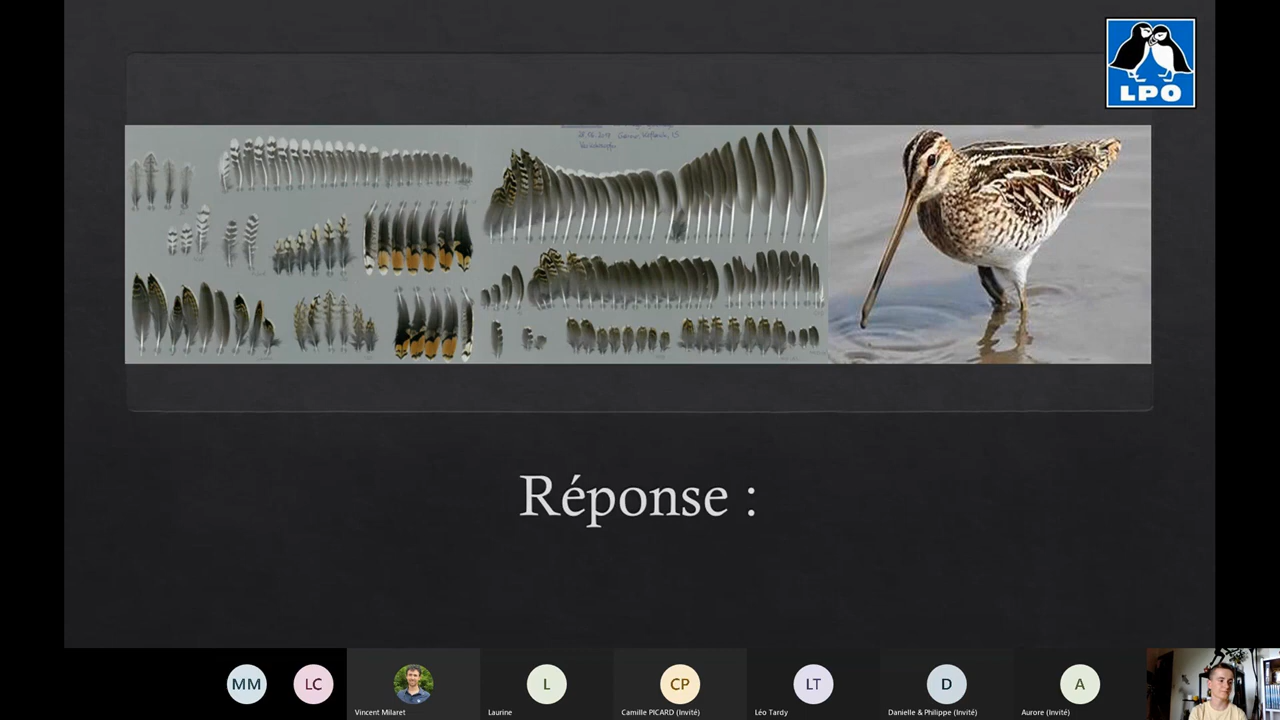 LPO
Réponse :
MM
LC
Vincent Milaret
L
Laurine
CP
Camille PICARD (Invité)
LT
Léo Tardy
D
Danielle & Philippe (Invité)
A
Aurore (Invité)